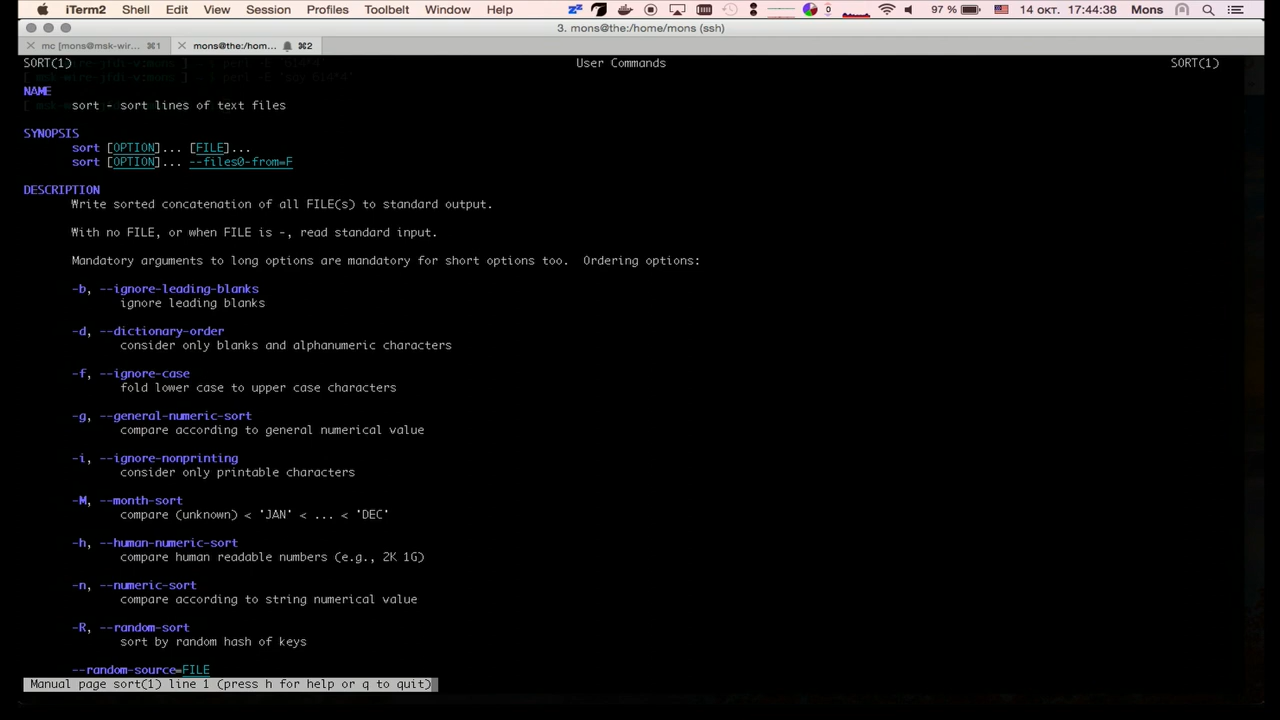 iTerm2 Shell Edit View Session Profiles Toolbelt Window Help 97 % 14 окт. 17:44:38 Mons
3. mons@the:/home/mons (ssh)
mc [mons@msk-wir... ⌘1 mons@the:/hom... ⌘2
SORT(1) User Commands SORT(1)
NAME
sort - sort lines of text files
SYNOPSIS
sort [OPTION]... [FILE]...
sort [OPTION]... --files0-from=F
DESCRIPTION
Write sorted concatenation of all FILE(s) to standard output.
With no FILE, or when FILE is -, read standard input.
Mandatory arguments to long options are mandatory for short options too.  Ordering options:
-b, --ignore-leading-blanks
ignore leading blanks
-d, --dictionary-order
consider only blanks and alphanumeric characters
-f, --ignore-case
fold lower case to upper case characters
-g, --general-numeric-sort
compare according to general numerical value
-i, --ignore-nonprinting
consider only printable characters
-M, --month-sort
compare (unknown) < 'JAN' < ... < 'DEC'
-h, --human-numeric-sort
compare human readable numbers (e.g., 2K 1G)
-n, --numeric-sort
compare according to string numerical value
-R, --random-sort
sort by random hash of keys
--random-source=FILE
Manual page sort(1) line 1 (press h for help or q to quit)